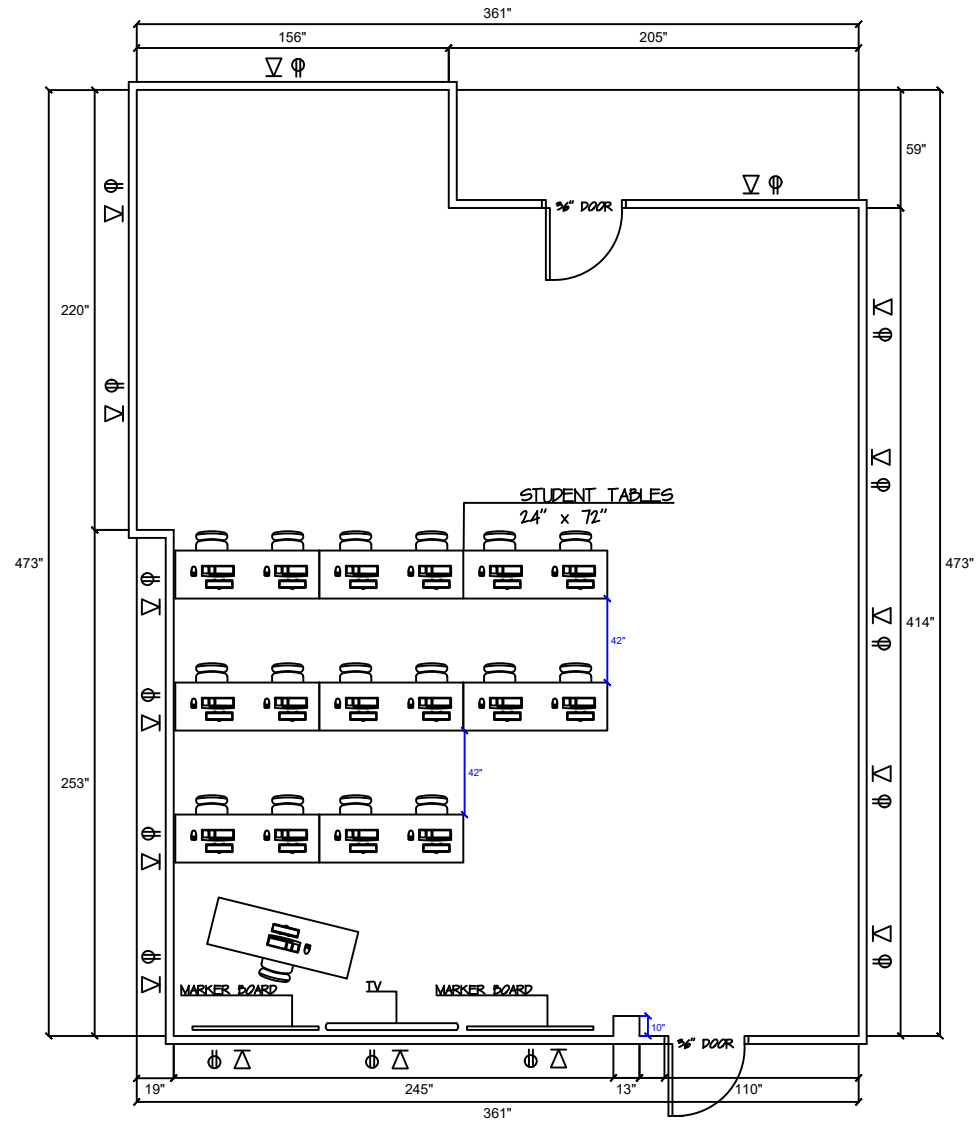 361"
156"
205"
59"
36" DOOR
220"
STUDENT TABLES
24" x 72"
473"
473"
414"
42"
42"
253"
MARKER BOARD
TV
MARKER BOARD
10"
36" DOOR
19"
245"
13"
110"
361"